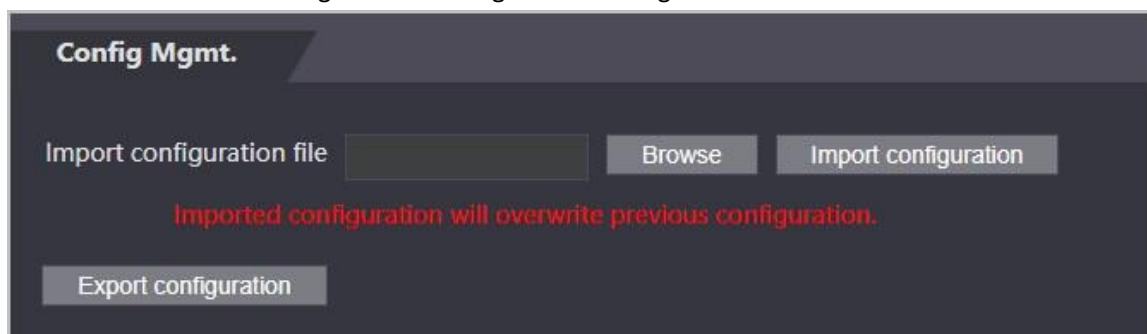 Config Mgmt.
Import configuration file Browse Import configuration
Imported configuration will overwrite previous configuration.
Export configuration